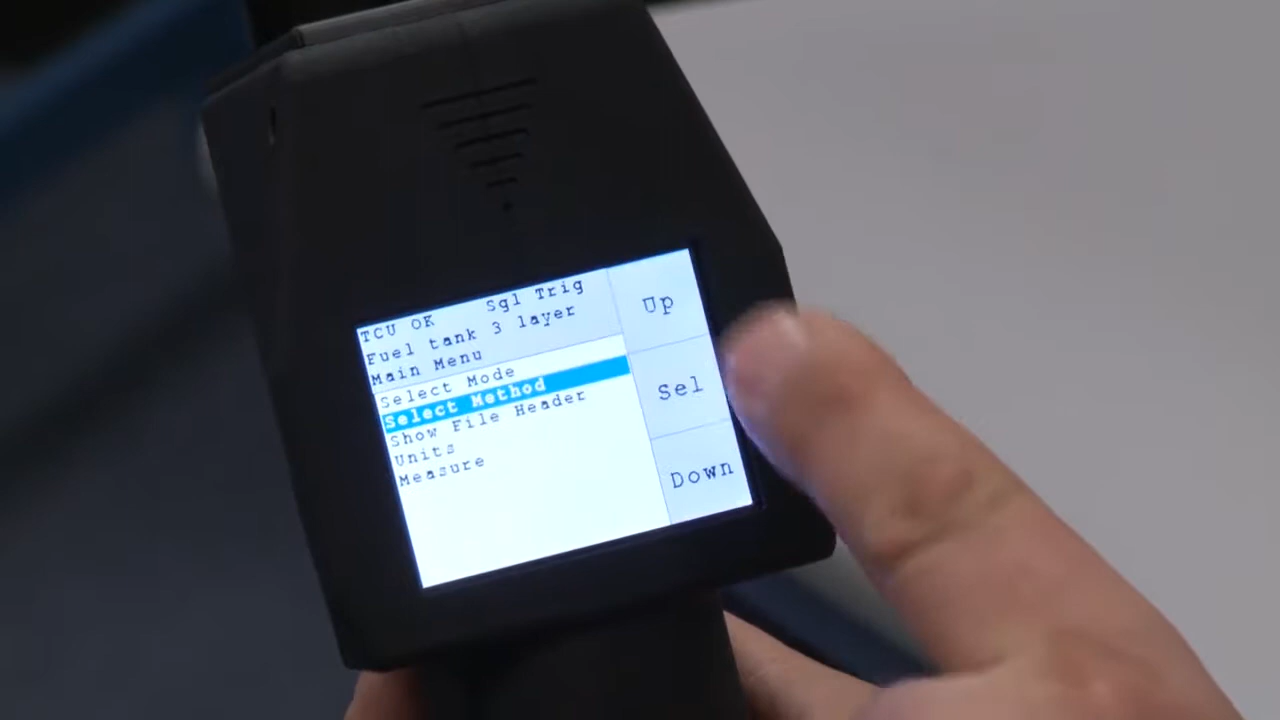 TCU OK Sgl Trig
Fuel tank 3 layer
Main Menu
Select Mode
Select Method
Show File Header
Units
Measure
Up
Sel
Down